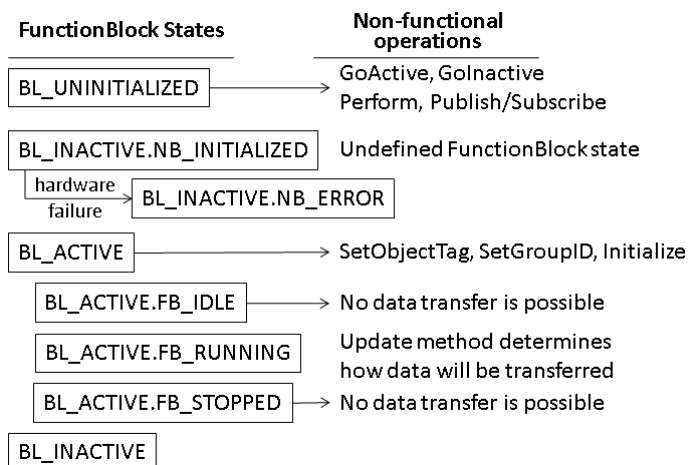 FunctionBlock States
Non-functional
operations
BL_UNINITIALIZED
GoActive, GoInactive
Perform, Publish/Subscribe
BL_INACTIVE.NB_INITIALIZED
Undefined FunctionBlock state
hardware
failure
BL_INACTIVE.NB_ERROR
BL_ACTIVE
SetObjectTag, SetGroupID, Initialize
BL_ACTIVE.FB_IDLE
No data transfer is possible
BL_ACTIVE.FB_RUNNING
Update method determines
how data will be transferred
BL_ACTIVE.FB_STOPPED
No data transfer is possible
BL_INACTIVE